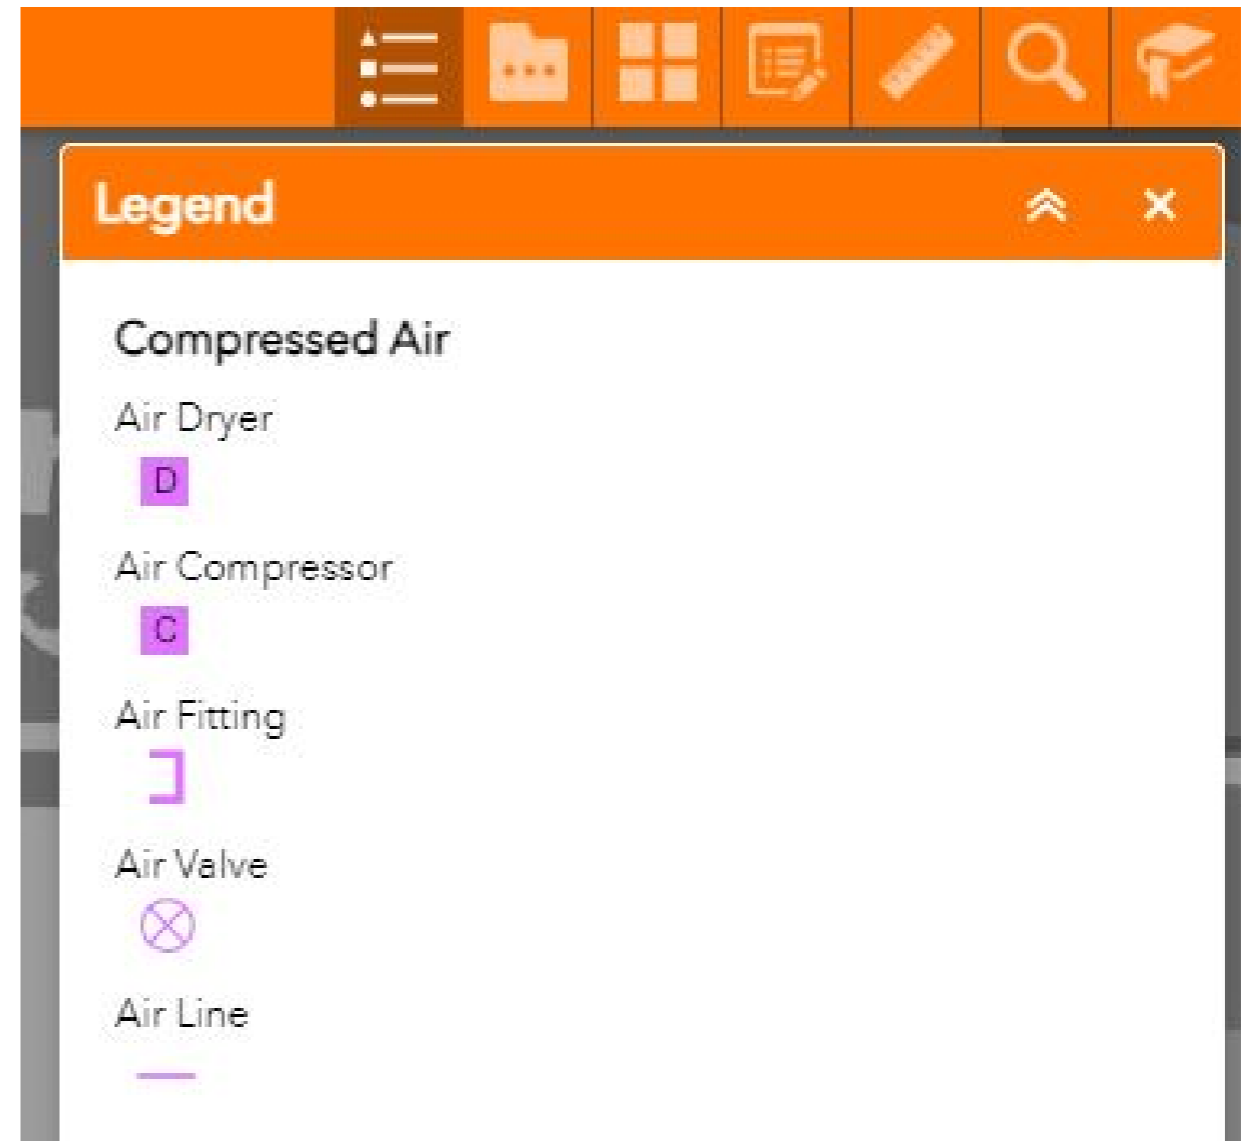 Legend
Compressed Air
Air Dryer
D
Air Compressor
C
Air Fitting
Air Valve
Air Line